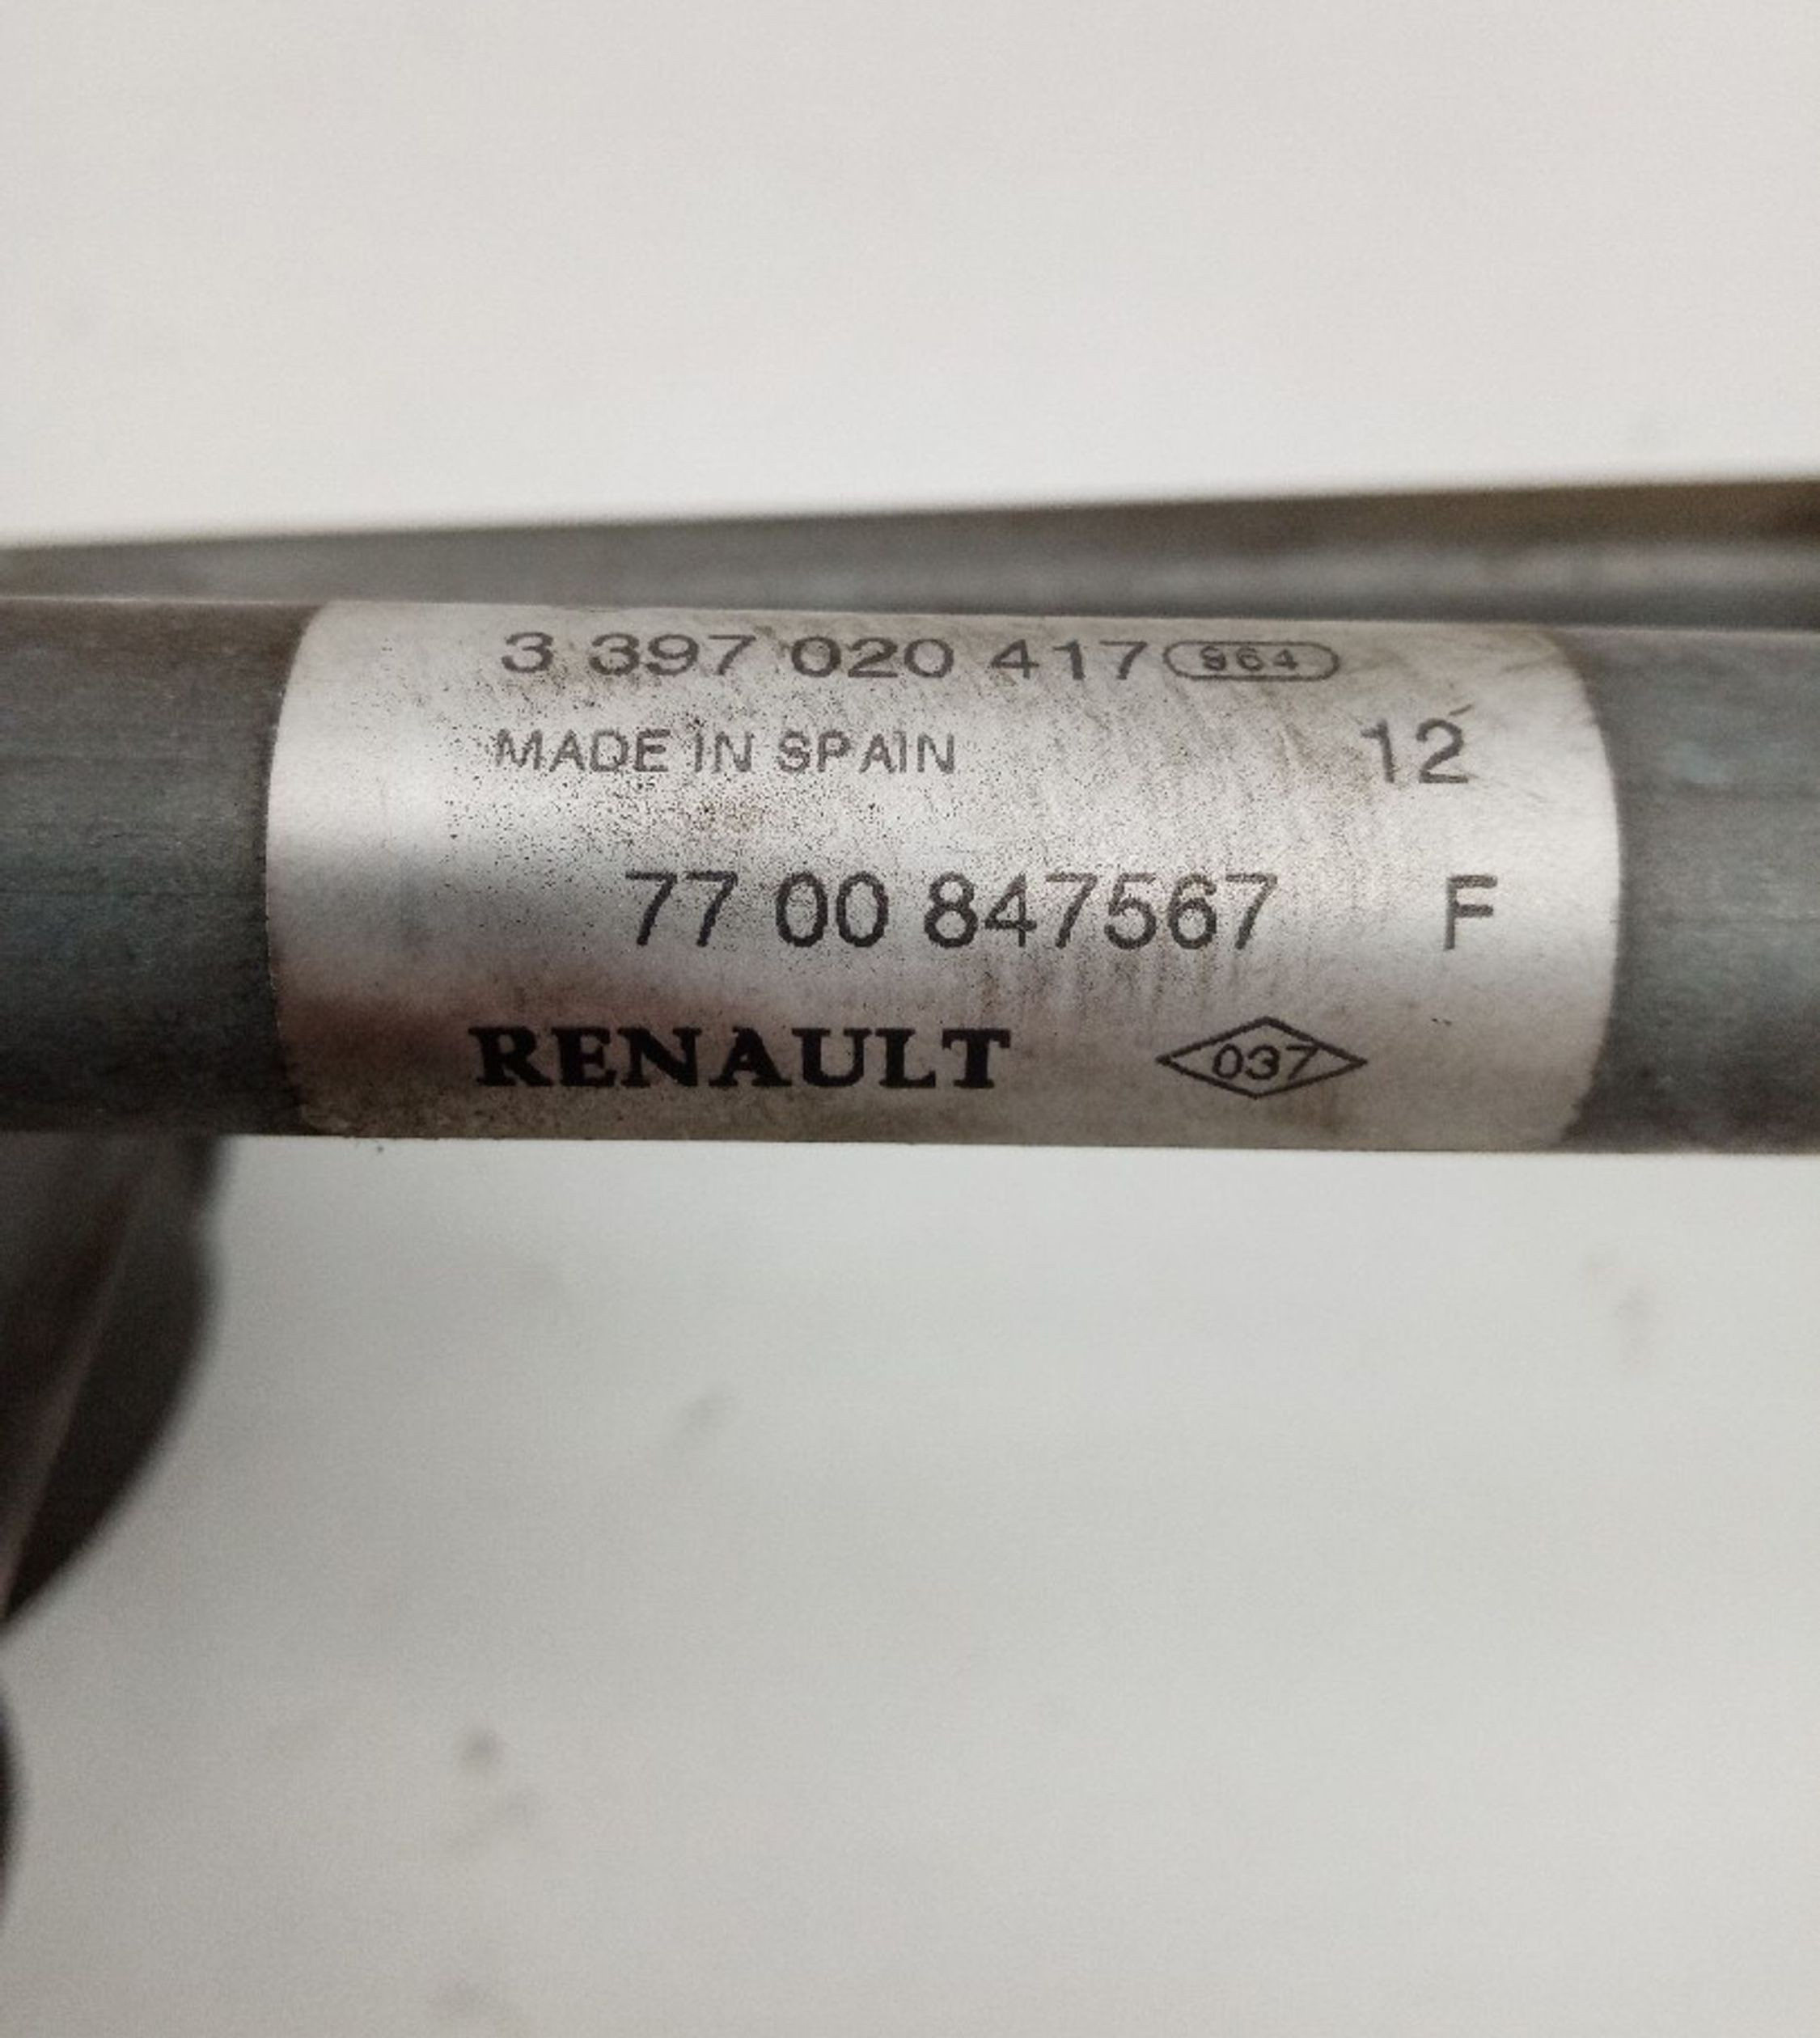 3 397 020 417 964
MADE IN SPAIN 12
77 00 847567 F
RENAULT 037